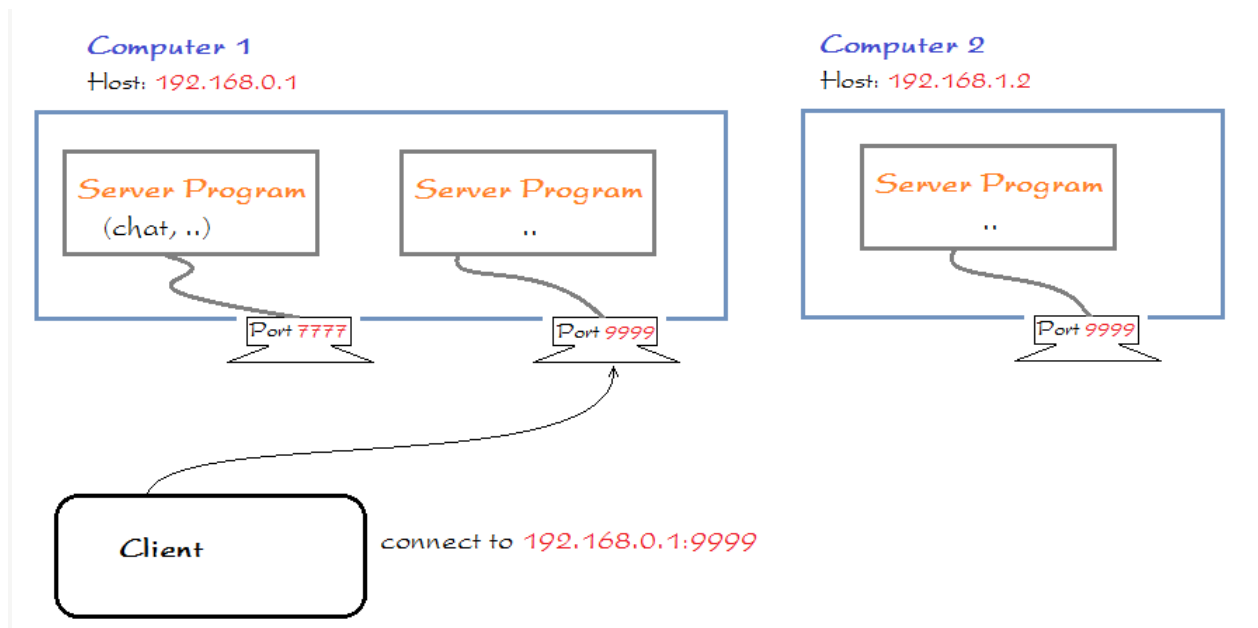 Computer 1
Host: 192.168.0.1
Server Program
(chat, ..)
Port 7777
Server Program
..
Port 9999
Computer 2
Host: 192.168.1.2
Server Program
..
Port 9999
Client
connect to 192.168.0.1:9999